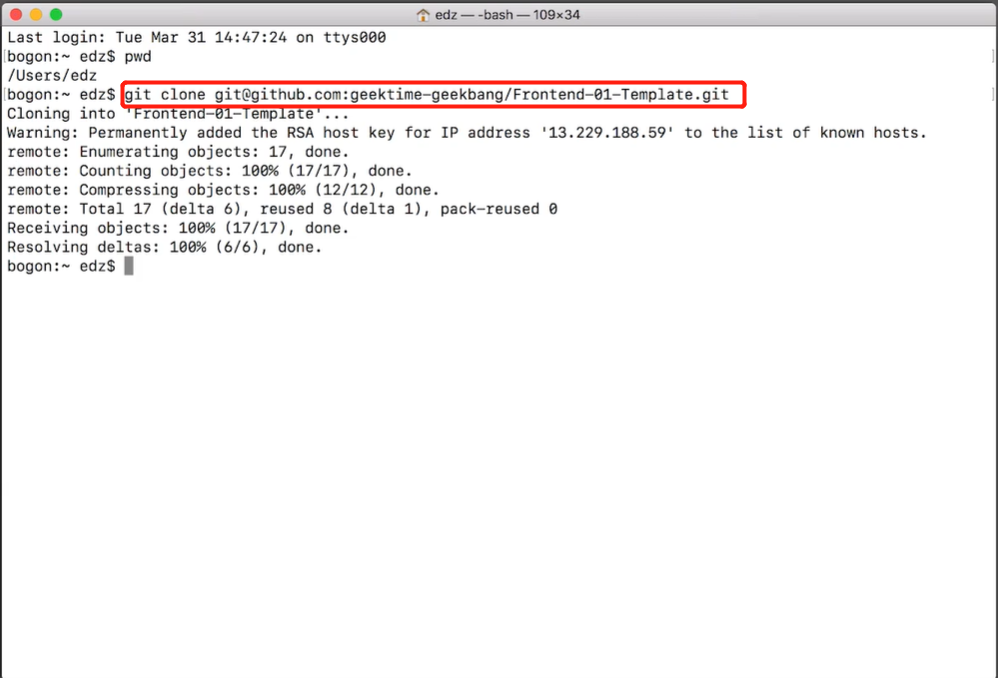 edz — -bash — 109×34
Last login: Tue Mar 31 14:47:24 on ttys000
bogon:~ edz$ pwd
/Users/edz
bogon:~ edz$ git clone git@github.com:geektime-geekbang/Frontend-01-Template.git
Cloning into 'Frontend-01-Template'...
Warning: Permanently added the RSA host key for IP address '13.229.188.59' to the list of known hosts.
remote: Enumerating objects: 17, done.
remote: Counting objects: 100% (17/17), done.
remote: Compressing objects: 100% (12/12), done.
remote: Total 17 (delta 6), reused 8 (delta 1), pack-reused 0
Receiving objects: 100% (17/17), done.
Resolving deltas: 100% (6/6), done.
bogon:~ edz$